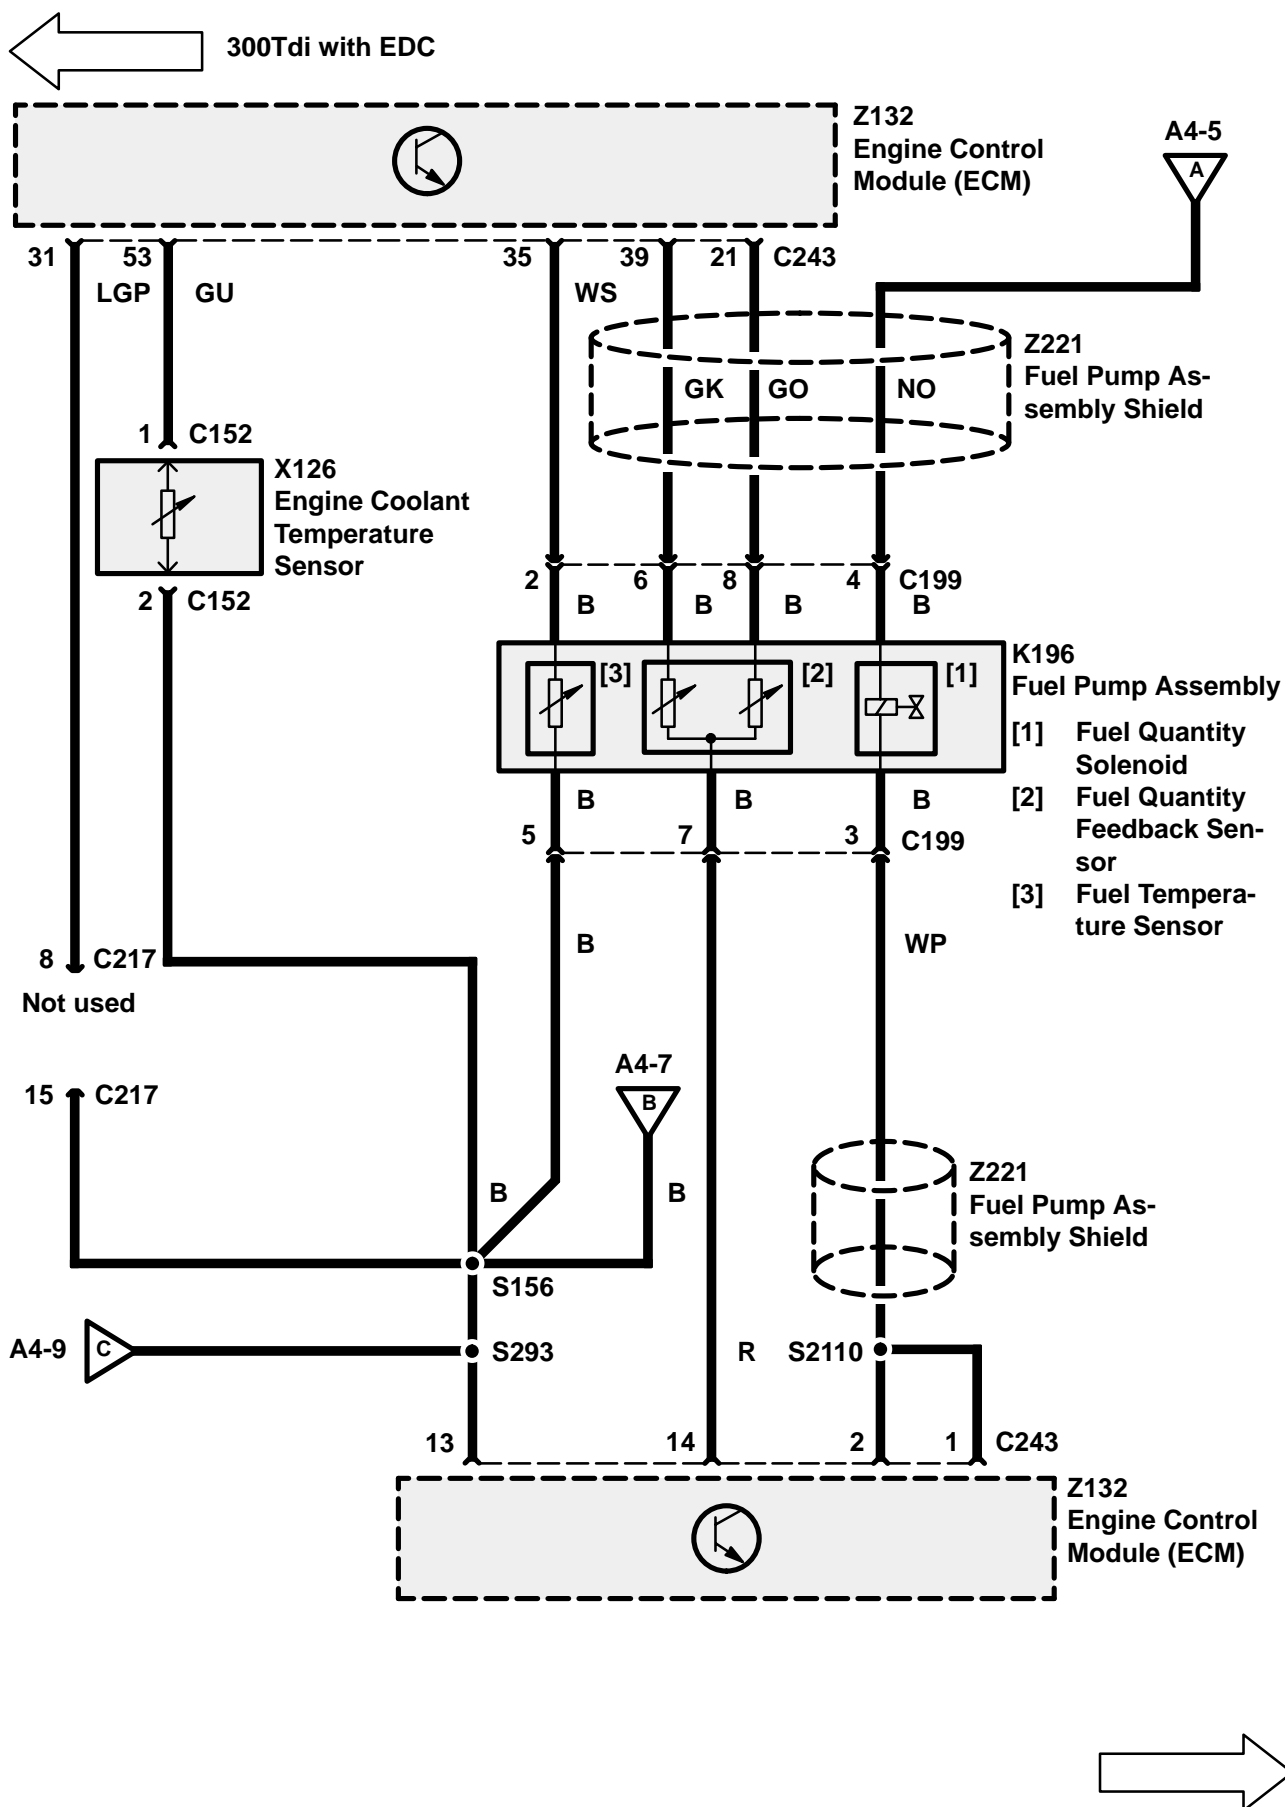 300Tdi with EDC
Z132
Engine Control
Module (ECM)
A4-5
A
31
53
35
39
21
C243
LGP
GU
WS
Z221
Fuel Pump As-
sembly Shield
GK
GO
NO
1
C152
X126
Engine Coolant
Temperature
Sensor
2
C152
2
6
8
4
C199
B
B
B
B
K196
Fuel Pump Assembly
[3]
[2]
[1]
[1] Fuel Quantity
Solenoid
[2] Fuel Quantity
Feedback Sen-
sor
[3] Fuel Tempera-
ture Sensor
B
B
B
5
7
3
C199
B
WP
8
C217
Not used
15
C217
A4-7
B
B
B
Z221
Fuel Pump As-
sembly Shield
S156
A4-9
C
S293
R
S2110
13
14
2
1
C243
Z132
Engine Control
Module (ECM)